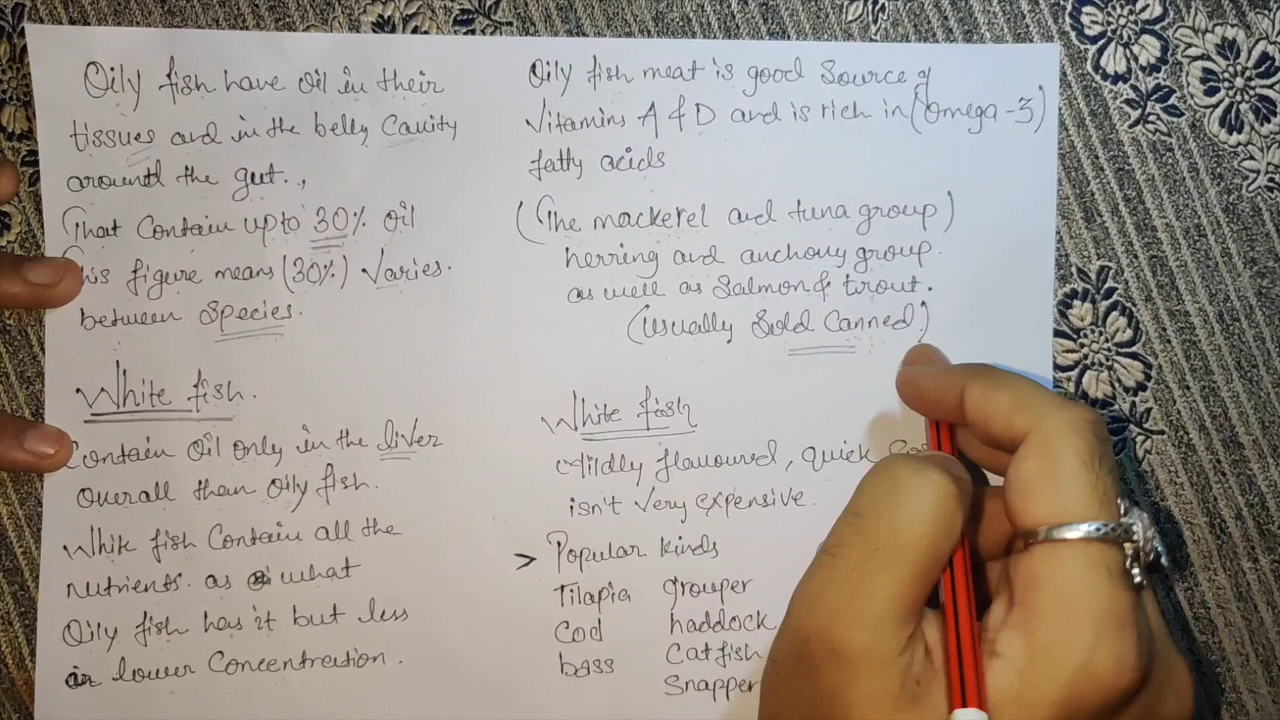 Oily fish have oil in their
tissues and in the belly Cavity
around the gut.,
That Contain upto 30% oil
This figure means (30%) Varies.
between Species.
White fish.
Contain oil only in the liver
Overall than oily fish.
White fish Contain all the
nutrients. as what
Oily fish has it but less
in lower Concentration.
Oily fish meat is good Source of
Vitamins A & D and is rich in (Omega-3)
fatty acids
(The mackerel and tuna group)
herring and anchovy group.
as well as Salmon & trout.
(Usually Sold Canned)
White fish
Mildly flavoured, quick
isn't very expensive.
> Popular Kinds
Tilapia grouper
Cod haddock
bass Catfish
Snapper